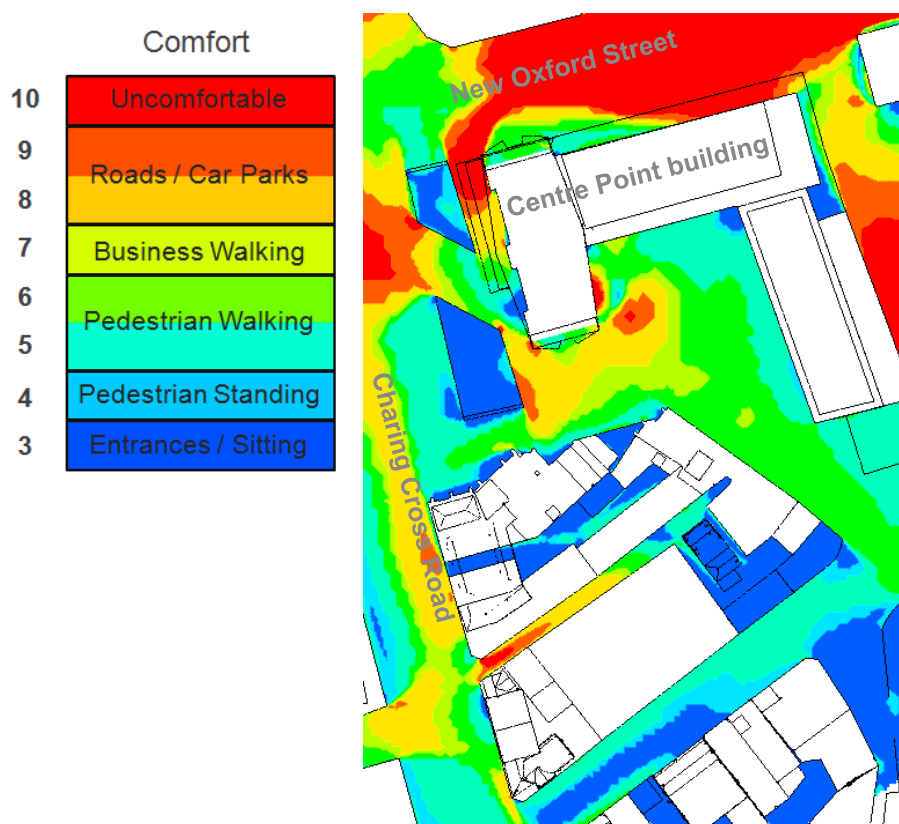 Comfort
10 Uncomfortable
9
Roads / Car Parks
8
7 Business Walking
6
Pedestrian Walking
5
4 Pedestrian Standing
3 Entrances / Sitting
New Oxford Street
Centre Point building
Charing Cross Road